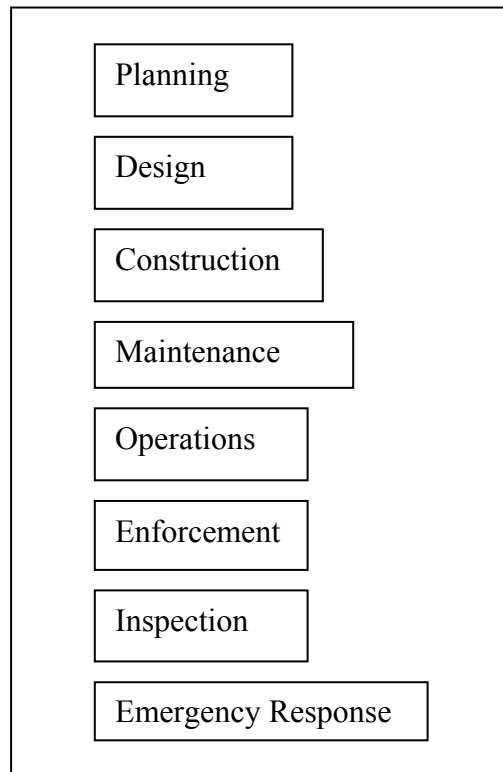 Planning
Design
Construction
Maintenance
Operations
Enforcement
Inspection
Emergency Response